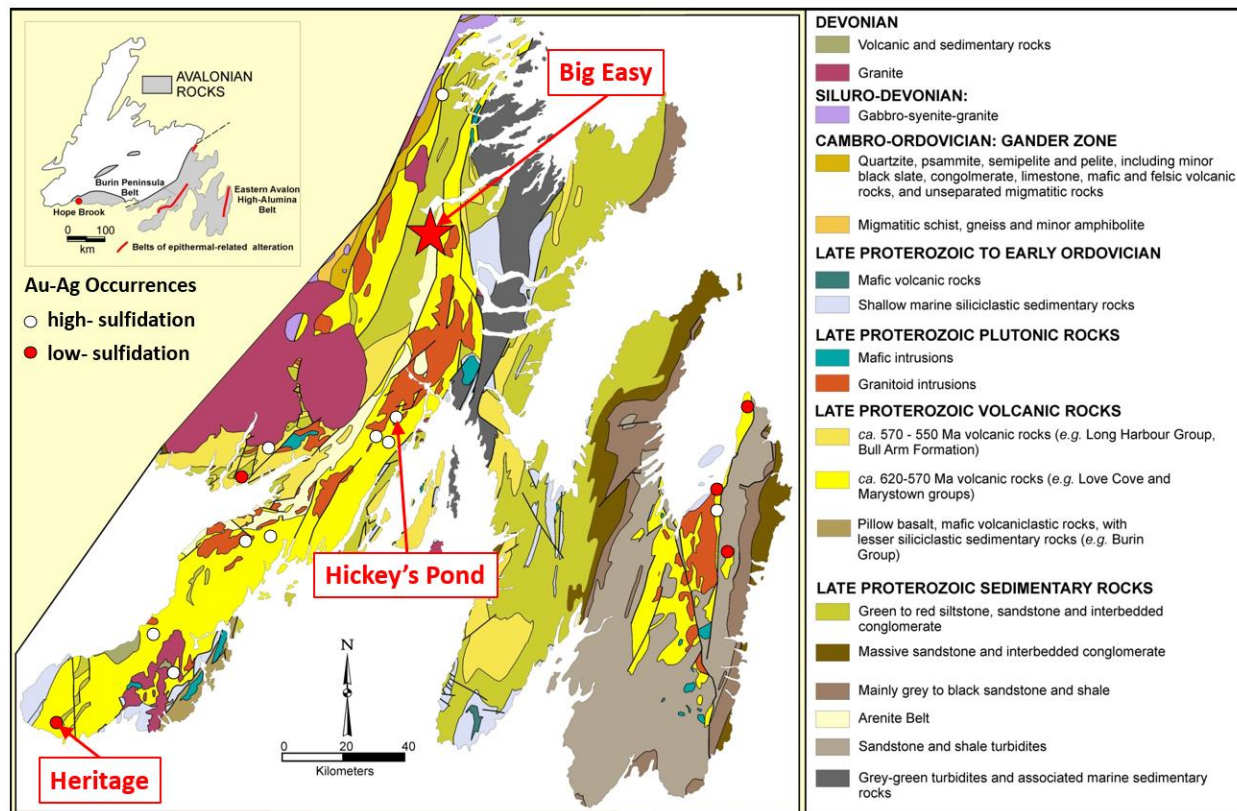 AVALONIAN
ROCKS
Burin Peninsula
Belt
Hope Brook
Eastern Avalon
High-Alumina
Belt
0 100
km
Belts of epithermal-related alteration
Au-Ag Occurrences
high- sulfidation
low- sulfidation
Big Easy
Hickey's Pond
Heritage
N
0 20 40
Kilometers
DEVONIAN
Volcanic and sedimentary rocks
Granite
SILURO-DEVONIAN:
Gabbro-syenite-granite
CAMBRO-ORDOVICIAN: GANDER ZONE
Quartzite, psammite, semipelite and pelite, including minor
black slate, congolmerate, limestone, mafic and felsic volcanic
rocks, and unseparated migmatitic rocks
Migmatitic schist, gneiss and minor amphibolite
LATE PROTEROZOIC TO EARLY ORDOVICIAN
Mafic volcanic rocks
Shallow marine siliciclastic sedimentary rocks
LATE PROTEROZOIC PLUTONIC ROCKS
Mafic intrusions
Granitoid intrusions
LATE PROTEROZOIC VOLCANIC ROCKS
ca. 570 - 550 Ma volcanic rocks (e.g. Long Harbour Group,
Bull Arm Formation)
ca. 620-570 Ma volcanic rocks (e.g. Love Cove and
Marystown groups)
Pillow basalt, mafic volcaniclastic rocks, with
lesser siliciclastic sedimentary rocks (e.g. Burin
Group)
LATE PROTEROZOIC SEDIMENTARY ROCKS
Green to red siltstone, sandstone and interbedded
conglomerate
Massive sandstone and interbedded conglomerate
Mainly grey to black sandstone and shale
Arenite Belt
Sandstone and shale turbidites
Grey-green turbidites and associated marine sedimentary
rocks